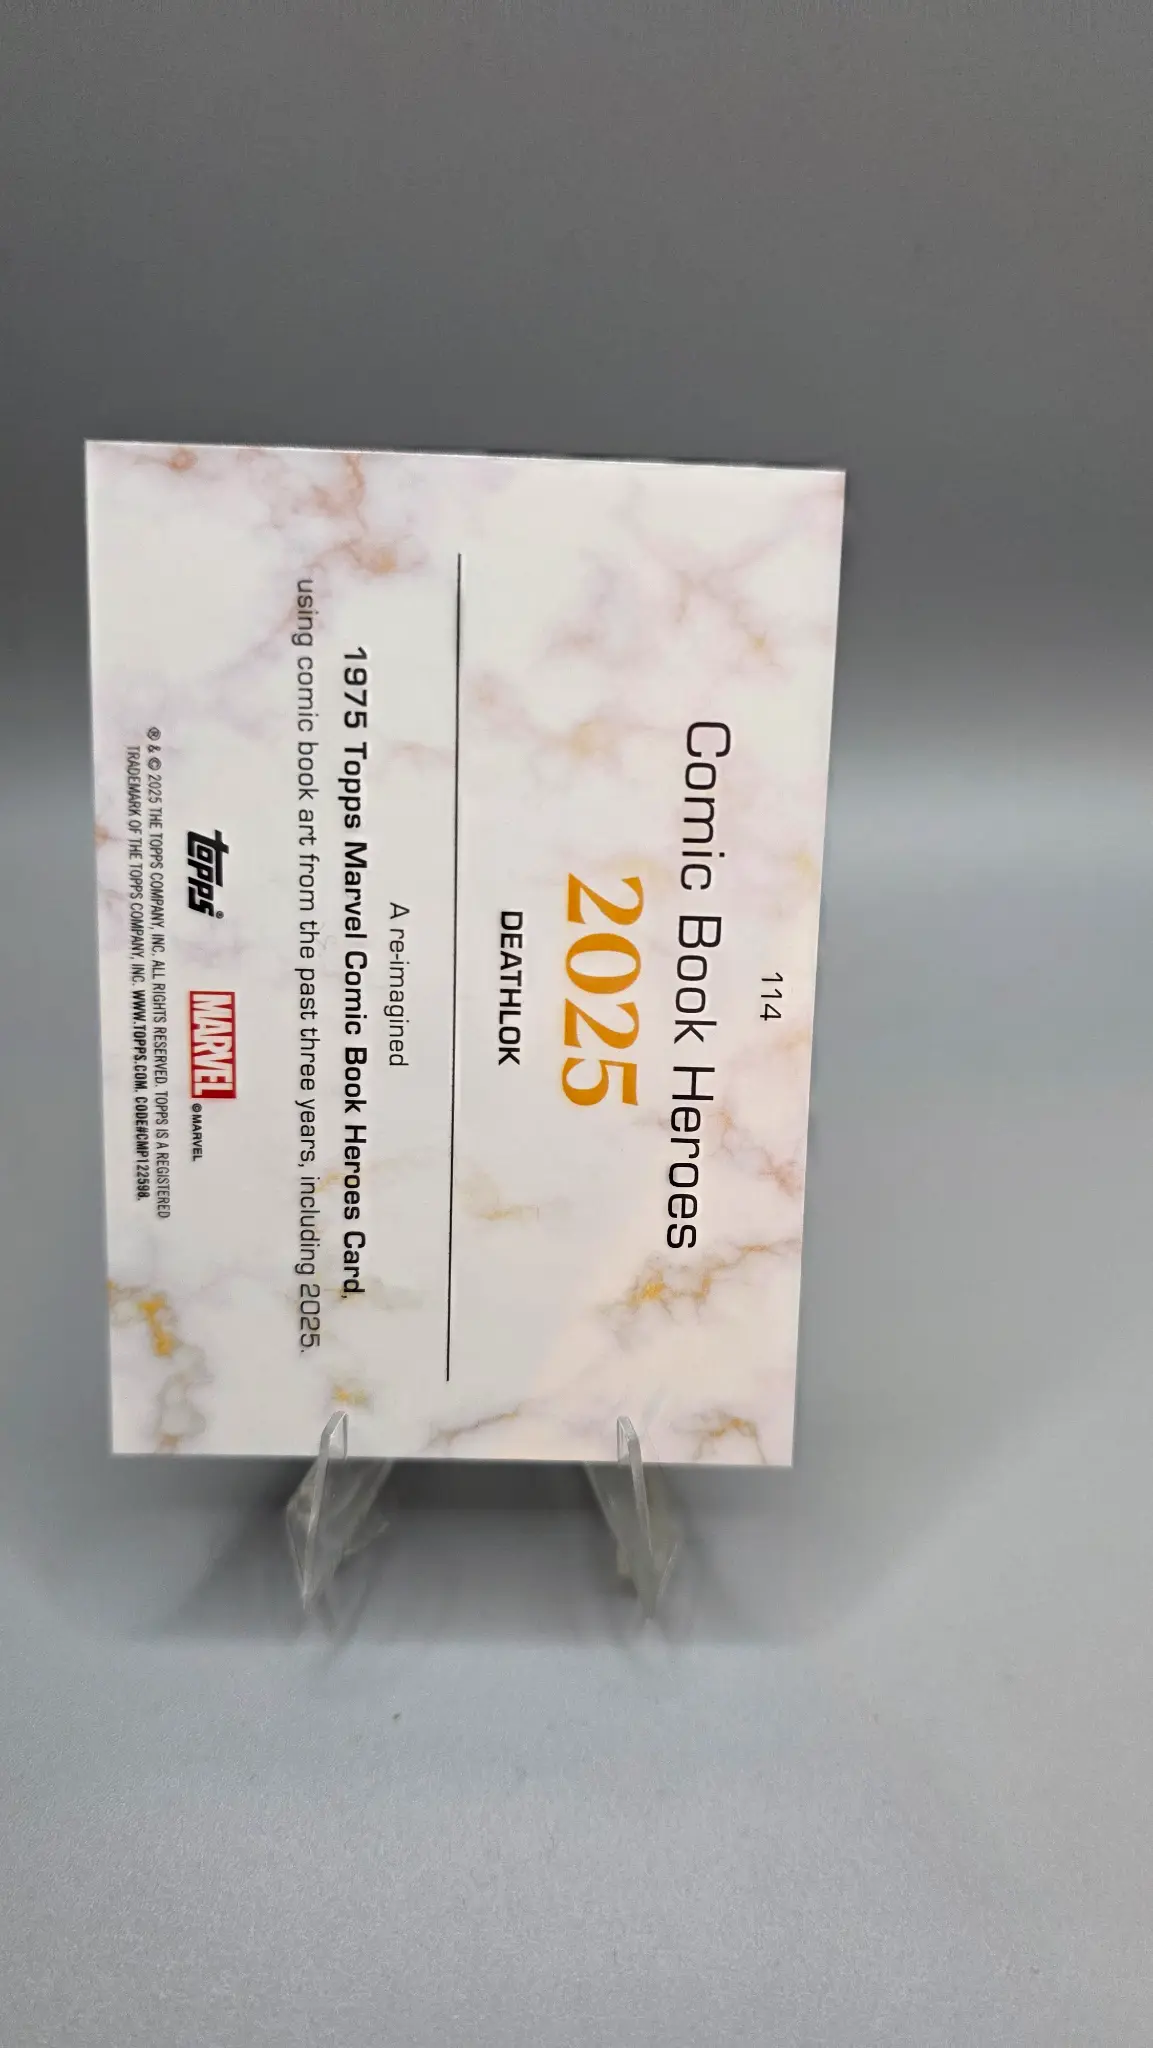 114
Comic Book Heroes
2025
DEATHLOK
A re-imagined
1975 Topps Marvel Comic Book Heroes Card,
using comic book art from the past three years, including 2025.
topps® MARVEL © MARVEL
® & © 2025 THE TOPPS COMPANY, INC. ALL RIGHTS RESERVED. TOPPS IS A REGISTERED
TRADEMARK OF THE TOPPS COMPANY, INC. WWW.TOPPS.COM. CODE#CMP122598.